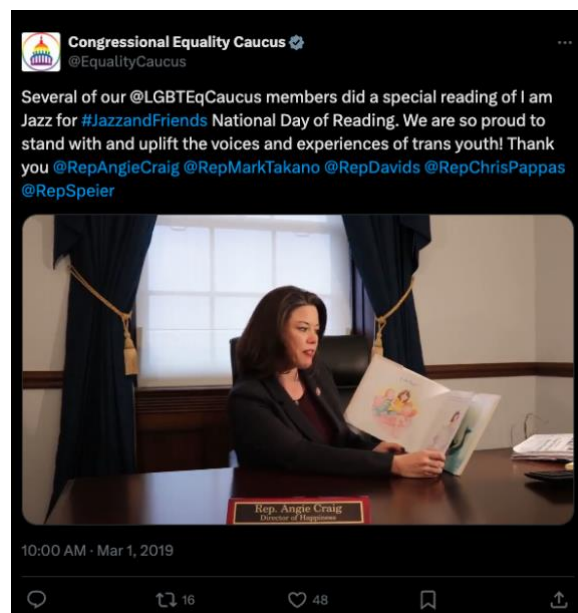 Congressional Equality Caucus
@EqualityCaucus
Several of our @LGBTEqCaucus members did a special reading of I am
Jazz for #JazzandFriends National Day of Reading. We are so proud to
stand with and uplift the voices and experiences of trans youth! Thank
you @RepAngieCraig @RepMarkTakano @RepDavids @RepChrisPappas
@RepSpeier
Rep. Angie Craig
Director of Happiness
10:00 AM · Mar 1, 2019
16 48